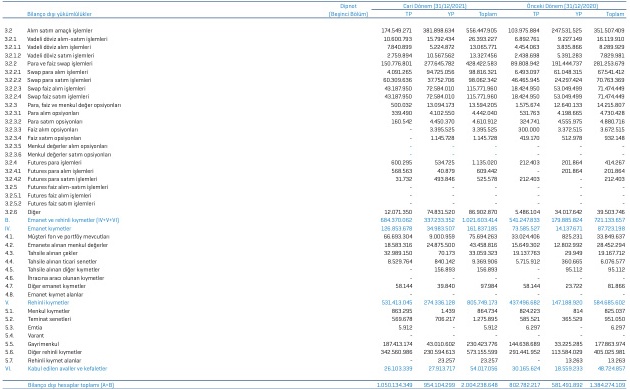 Dipnot Cari Dönem [31/12/2021] Önceki Dönem [31/12/2020]
Bilanço dışı yükümlülükler [Beşinci Bölüm] TP YP Toplam TP YP Toplam
3.2 Alım satım amaçlı işlemler 174.549.271 381.898.634 556.447.905 103.975.884 247.531.525 351.507.409
3.2.1 Vadeli döviz alım-satım işlemleri 10.600.793 15.792.434 26.393.227 6.892.761 9.227.149 16.119.910
3.2.1.1 Vadeli döviz alım işlemleri 7.840.899 5.224.872 13.065.771 4.454.063 3.835.866 8.289.929
3.2.1.2 Vadeli döviz satım işlemleri 2.759.894 10.567.562 13.327.456 2.438.698 5.391.283 7.829.981
3.2.2 Para ve faiz swap işlemleri 150.776.801 277.645.782 428.422.583 89.808.942 191.444.737 281.253.679
3.2.2.1 Swap para alım işlemleri 4.091.265 94.725.056 98.816.321 6.493.097 61.048.315 67.541.412
3.2.2.2 Swap para satım işlemleri 60.309.636 37.752.706 98.062.342 46.465.945 24.297.424 70.763.369
3.2.2.3 Swap faiz alım işlemleri 43.187.950 72.584.010 115.771.960 18.424.950 53.049.499 71.474.449
3.2.2.4 Swap faiz satım işlemleri 43.187.950 72.584.010 115.771.960 18.424.950 53.049.499 71.474.449
3.2.3 Para, faiz ve menkul değer opsiyonları 500.032 13.094.173 13.594.205 1.575.674 12.640.133 14.215.807
3.2.3.1 Para alım opsiyonları 339.490 4.102.550 4.442.040 531.763 4.198.665 4.730.428
3.2.3.2 Para satım opsiyonları 160.542 4.450.370 4.610.912 324.741 4.555.975 4.880.716
3.2.3.3 Faiz alım opsiyonları - 3.395.525 3.395.525 300.000 3.372.515 3.672.515
3.2.3.4 Faiz satım opsiyonları - 1.145.728 1.145.728 419.170 512.978 932.148
3.2.3.5 Menkul değerler alım opsiyonları - - - - - -
3.2.3.6 Menkul değerler satım opsiyonları - - - - - -
3.2.4 Futures para işlemleri 600.295 534.725 1.135.020 212.403 201.864 414.267
3.2.4.1 Futures para alım işlemleri 568.563 40.879 609.442 - 201.864 201.864
3.2.4.2 Futures para satım işlemleri 31.732 493.846 525.578 212.403 - 212.403
3.2.5 Futures faiz alım-satım işlemleri - - - - - -
3.2.5.1 Futures faiz alım işlemleri - - - - - -
3.2.5.2 Futures faiz satım işlemleri - - - - - -
3.2.6 Diğer 12.071.350 74.831.520 86.902.870 5.486.104 34.017.642 39.503.746
B. Emanet ve rehinli kıymetler (IV+V+VI) 684.370.062 337.233.352 1.021.603.414 541.247.833 179.885.824 721.133.657
IV. Emanet kıymetler 126.853.678 34.983.507 161.837.185 73.585.527 14.137.671 87.723.198
4.1. Müşteri fon ve portföy mevcutları 66.693.304 9.000.959 75.694.263 33.024.406 825.231 33.849.637
4.2. Emanete alınan menkul değerler 18.583.316 24.875.500 43.458.816 15.649.302 12.802.992 28.452.294
4.3. Tahsile alınan çekler 32.989.150 70.173 33.059.323 19.137.763 29.949 19.167.712
4.4. Tahsile alınan ticari senetler 8.529.764 840.142 9.369.906 5.715.912 360.665 6.076.577
4.5. Tahsile alınan diğer kıymetler - 156.893 156.893 - 95.112 95.112
4.6. İhracına aracı olunan kıymetler - - - - - -
4.7. Diğer emanet kıymetler 58.144 39.840 97.984 58.144 23.722 81.866
4.8. Emanet kıymet alanlar - - - - - -
V. Rehinli kıymetler 531.413.045 274.336.128 805.749.173 437.496.682 147.188.920 584.685.602
5.1. Menkul kıymetler 863.295 1.439 864.734 824.223 814 825.037
5.2. Teminat senetleri 569.678 706.217 1.275.895 585.521 365.529 951.050
5.3. Emtia 5.912 - 5.912 6.297 - 6.297
5.4. Varant - - - - - -
5.5. Gayrimenkul 187.413.174 43.010.602 230.423.776 144.638.689 33.225.285 177.863.974
5.6. Diğer rehinli kıymetler 342.560.986 230.594.613 573.155.599 291.441.952 113.584.029 405.025.981
5.7. Rehinli kıymet alanlar - 23.257 23.257 - 13.263 13.263
VI. Kabul edilen avaller ve kefaletler 26.103.339 27.913.717 54.017.056 30.165.624 18.559.233 48.724.857
Bilanço dışı hesaplar toplamı (A+B) 1.050.134.349 954.104.299 2.004.238.648 802.782.217 581.491.892 1.384.274.109